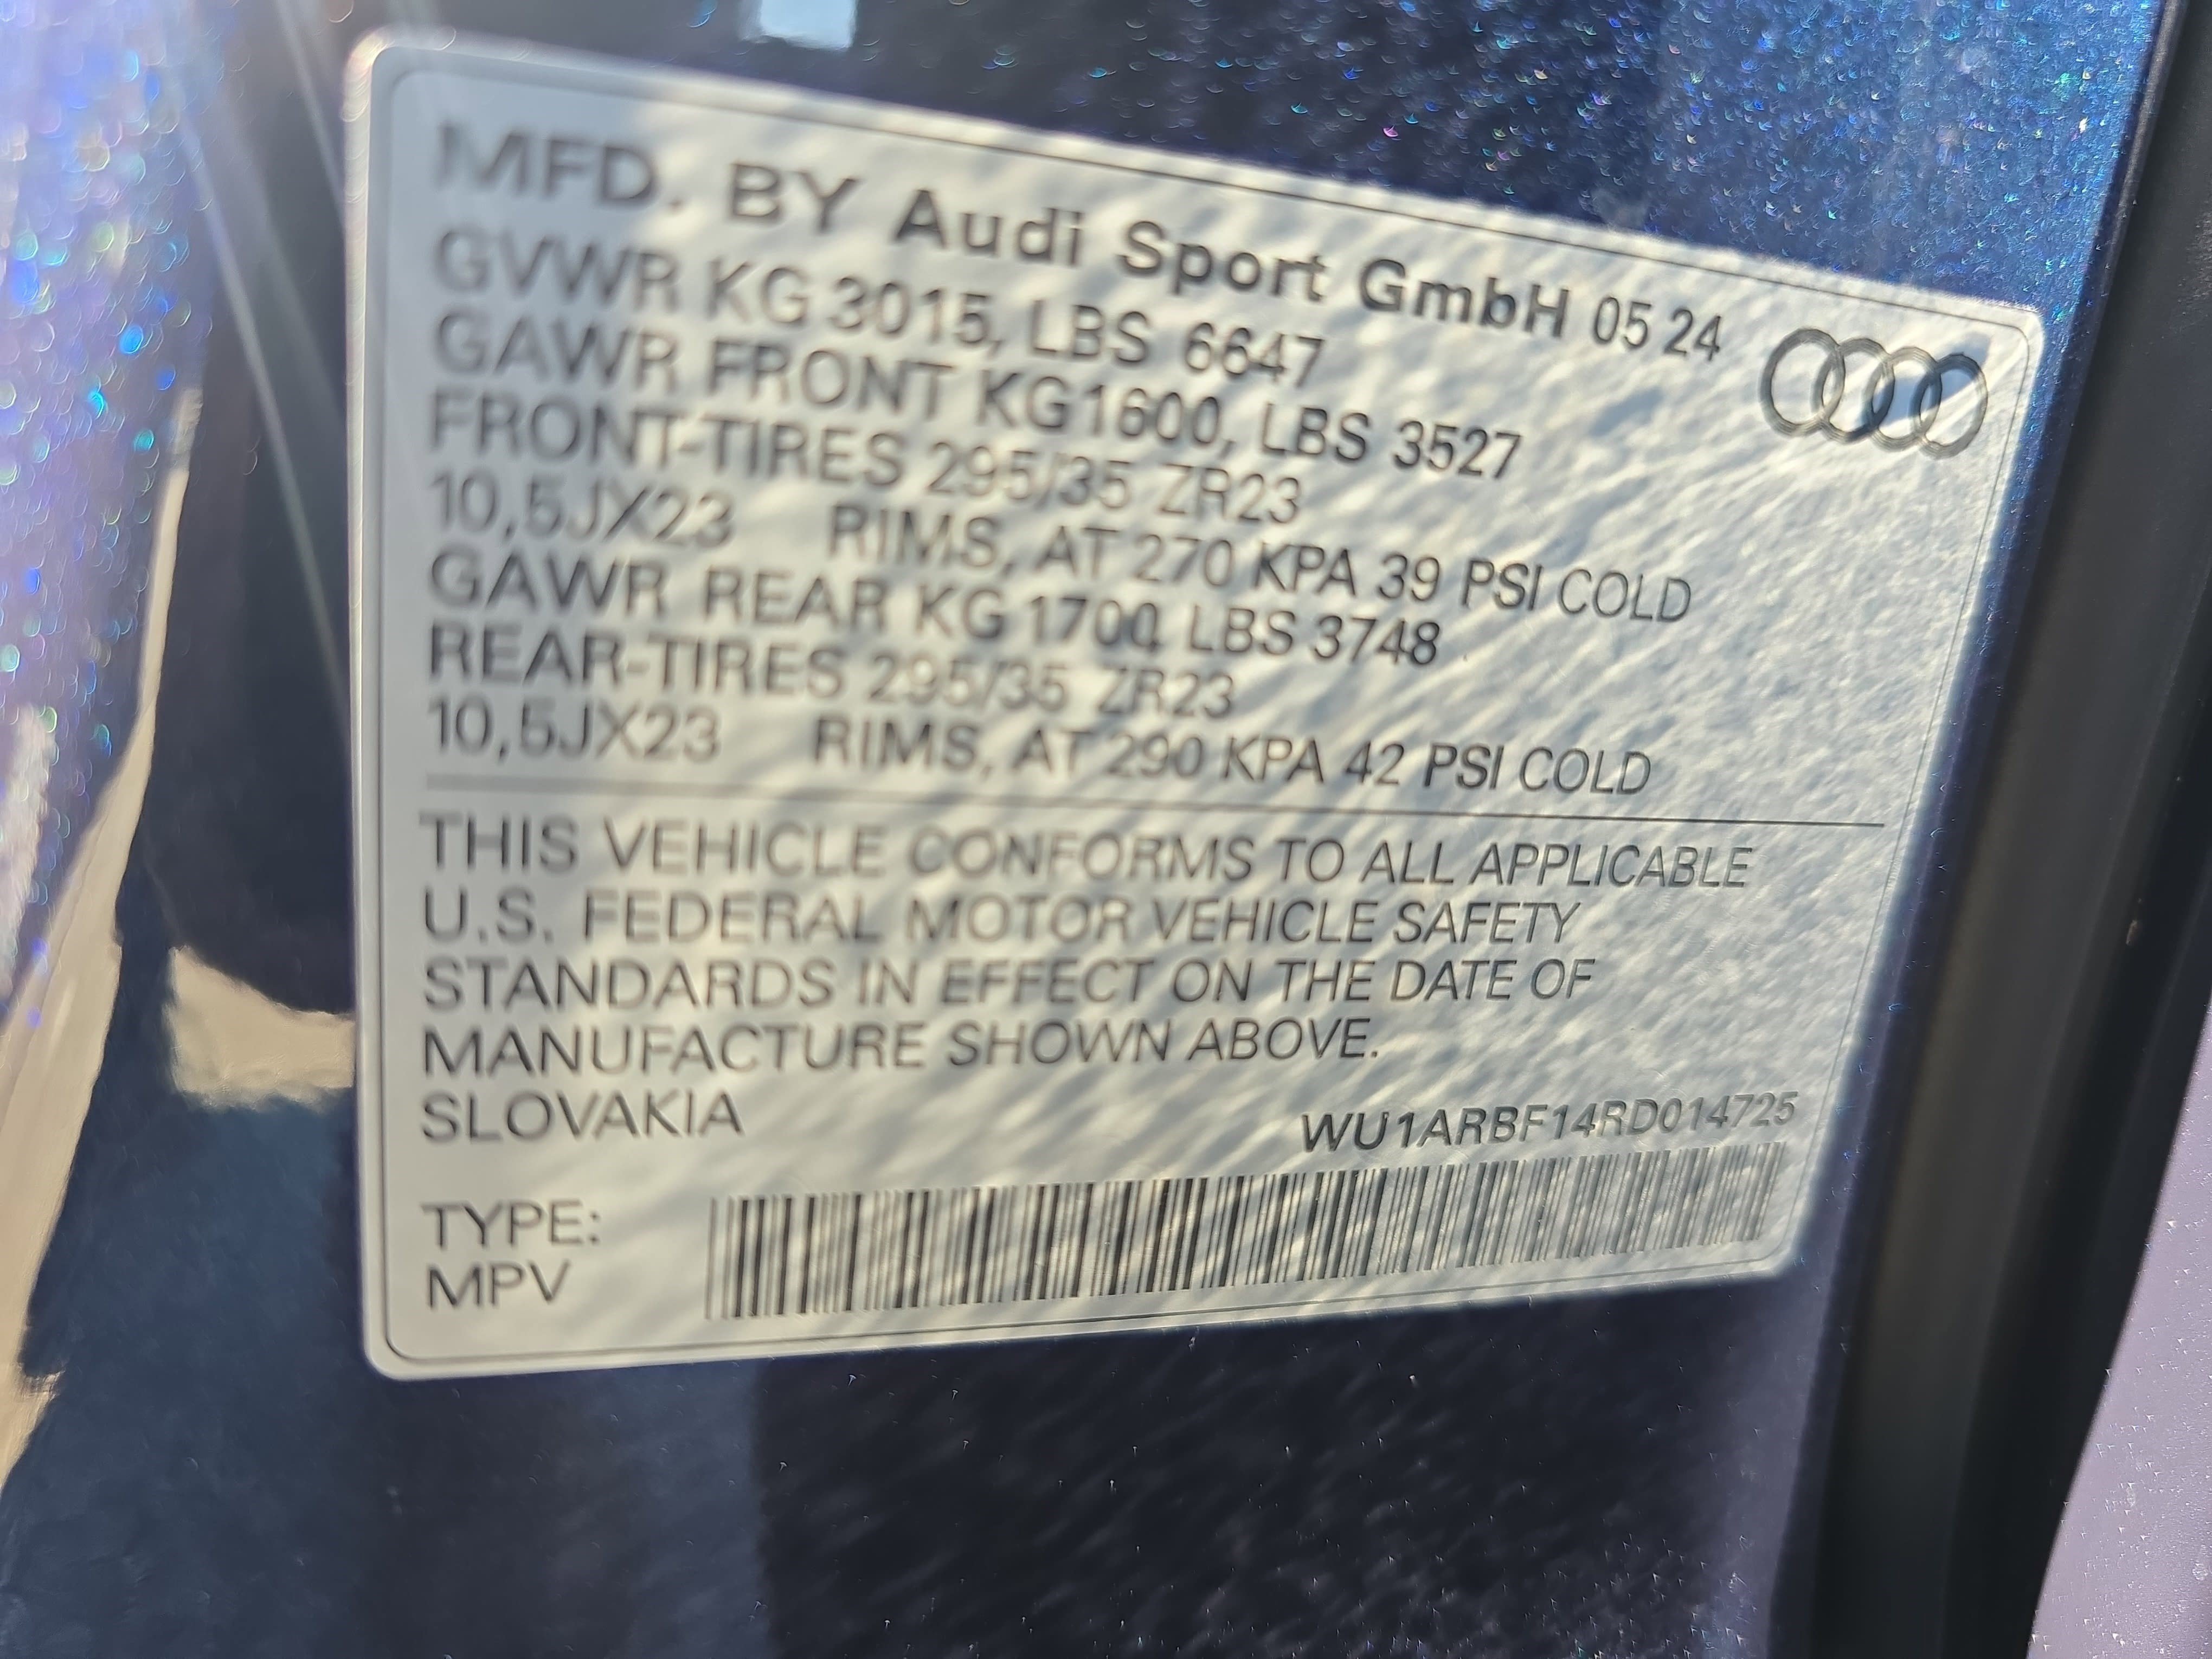 MFD. BY Audi Sport GmbH 05 24
GVWR KG 3015, LBS 6647
GAWR FRONT KG 1600, LBS 3527
FRONT-TIRES 295/35 ZR23
10,5JX23 RIMS, AT 270 KPA 39 PSI COLD
GAWR REAR KG 1700, LBS 3748
REAR-TIRES 295/35 ZR23
10,5JX23 RIMS, AT 290 KPA 42 PSI COLD
THIS VEHICLE CONFORMS TO ALL APPLICABLE
U.S. FEDERAL MOTOR VEHICLE SAFETY
STANDARDS IN EFFECT ON THE DATE OF
MANUFACTURE SHOWN ABOVE.
SLOVAKIA WU1ARBF14RD014725
TYPE:
MPV